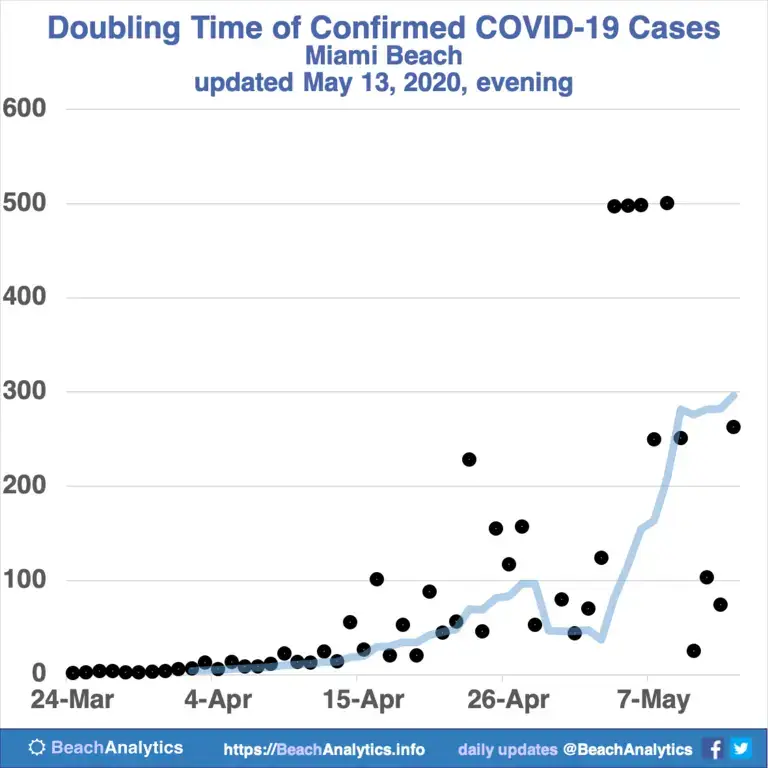 Doubling Time of Confirmed COVID-19 Cases
Miami Beach
updated May 13, 2020, evening
600
500
400
300
200
100
0
24-Mar 4-Apr 15-Apr 26-Apr 7-May
BeachAnalytics https://BeachAnalytics.info daily updates @BeachAnalytics